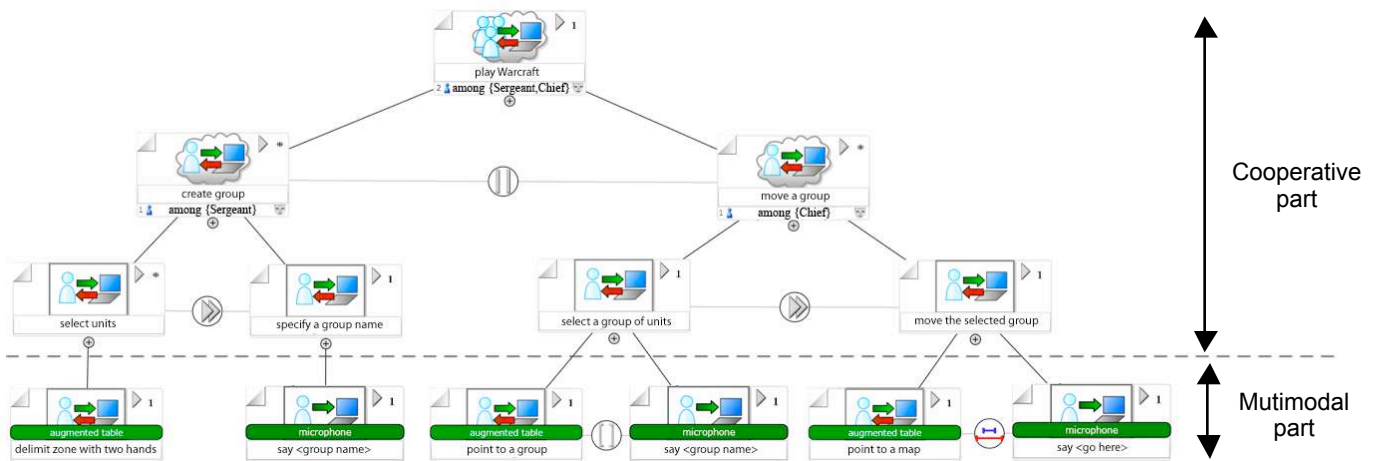 1
play Warcraft
2 among {Sergeant,Chief}
*
create group
1 among {Sergeant}
*
move a group
1 among {Chief}
Cooperative
part
*
select units
1
specify a group name
1
select a group of units
1
move the selected group
1
augmented table
delimit zone with two hands
1
microphone
say <group name>
1
augmented table
point to a group
1
microphone
say <group name>
1
augmented table
point to a map
1
microphone
say <go here>
Mutimodal
part